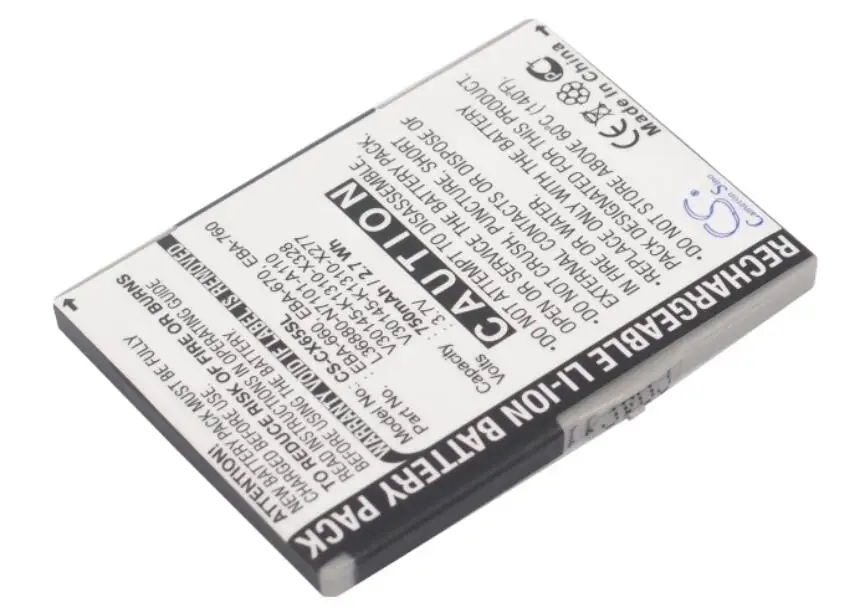 RECHARGEABLE LI-ION BATTERY PACK
CS
Cameron Sino
•DO NOT ATTEMPT TO DISASSEMBLE,
OPEN OR SERVICE THE BATTERY PACK.
•DO NOT CRUSH, PUNCTURE, SHORT
EXTERNAL CONTACTS OR DISPOSE OF
IN FIRE OR WATER.
•REPLACE ONLY WITH THE BATTERY
PACK DESIGNATED FOR THIS PRODUCT.
•DO NOT STORE ABOVE 60°C (140°F).
CE
Made In China
CAUTION
Capacity 750mAh / 2.7 Wh
Volts 3.7V
Model No.: CS-CX65SL
Part No.: EBA-660, EBA-670, EBA-760
L36880-N7101-A110
V30145-K1310-X328
V30145-K1310-X277
WARRANTY VOID IF LABEL IS REMOVED
ATTENTION!
NEW BATTERY PACK MUST BE FULLY
CHARGED BEFORE USE.
TO REDUCE RISK OF FIRE OR BURNS
READ INSTRUCTIONS IN OPERATING GUIDE
BEFORE USING THE BATTERY